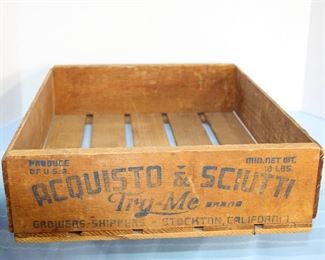 PRODUCE OF U.S.A.
MIN. NET WT. 18 LBS.
ACQUISTO & SCIUTTI
Try-Me BRAND
GROWERS-SHIPPERS - STOCKTON, CALIFORNIA